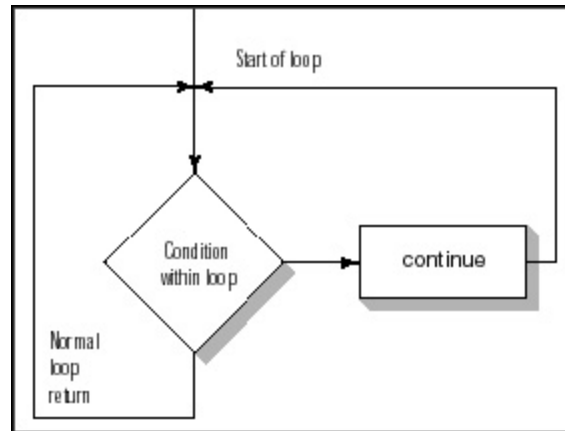 Start of loop
Condition
within loop
continue
Normal
loop
return